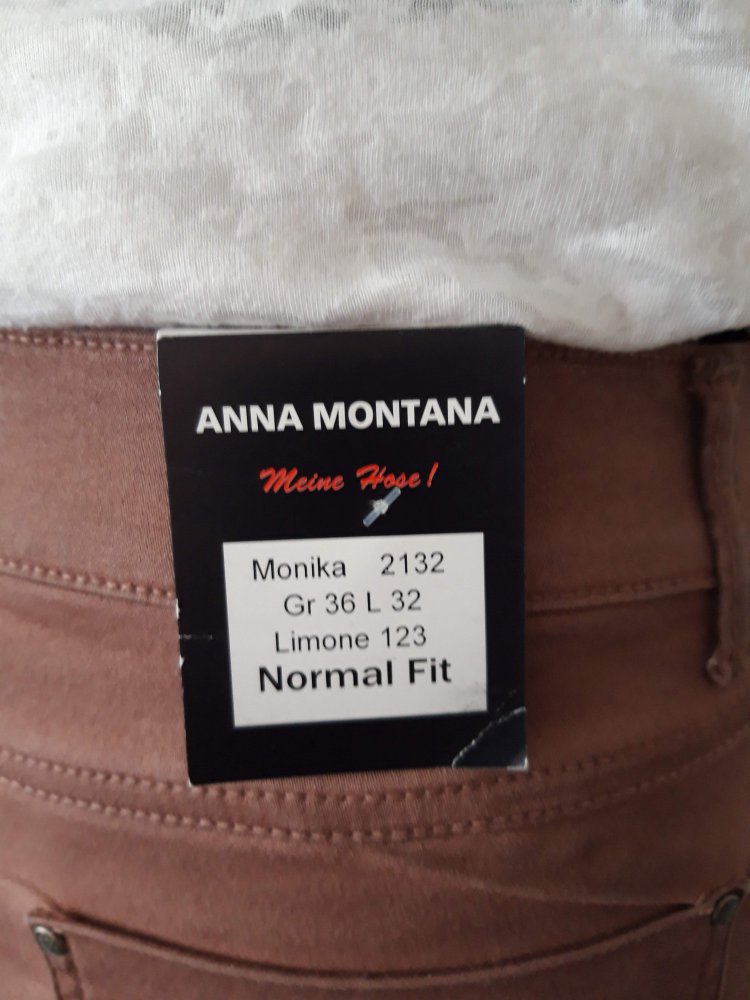 ANNA MONTANA
Meine Hose!
Monika 2132
Gr 36 L 32
Limone 123
Normal Fit